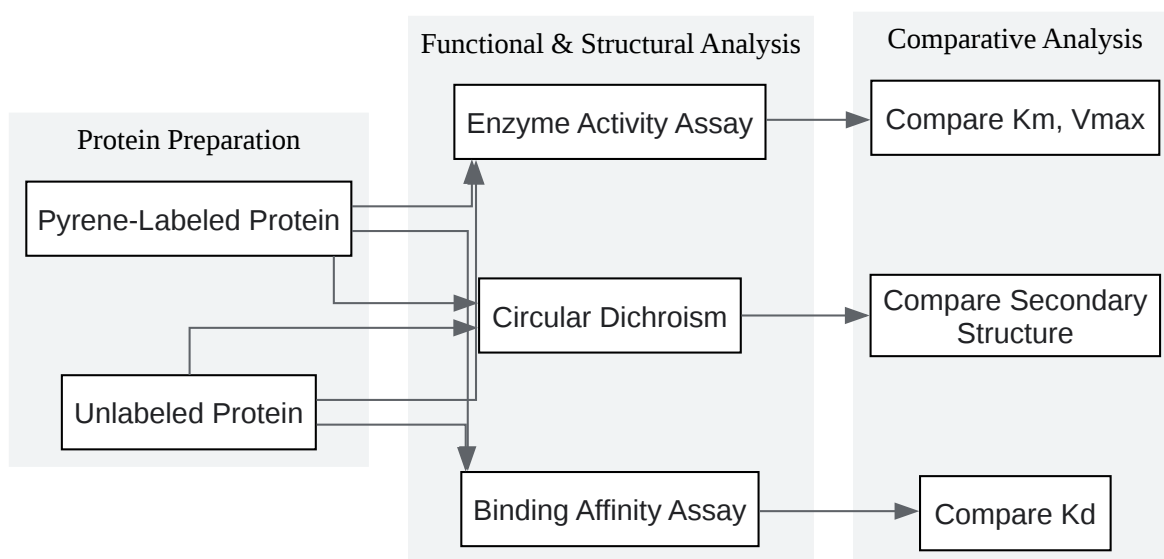 Protein Preparation
Pyrene-Labeled Protein
Unlabeled Protein
Functional & Structural Analysis
Enzyme Activity Assay
Circular Dichroism
Binding Affinity Assay
Comparative Analysis
Compare Km, Vmax
Compare Secondary
Structure
Compare Kd